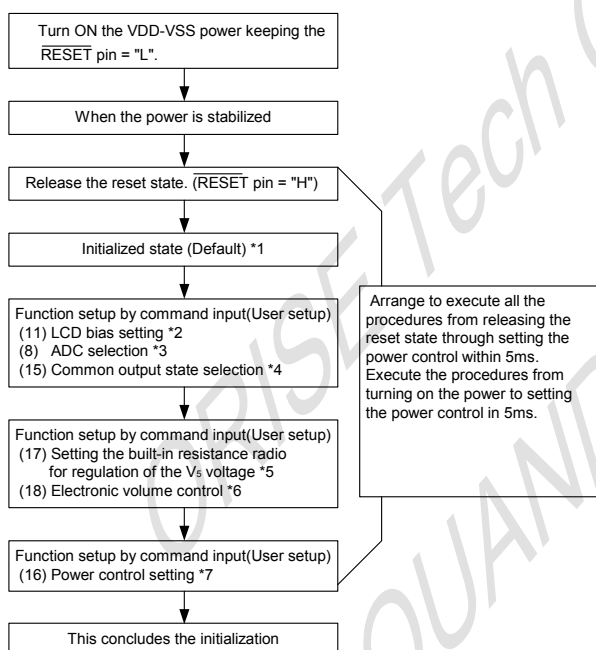 Turn ON the VDD-VSS power keeping the
RESET pin = "L".
When the power is stabilized
Release the reset state. (RESET pin = "H")
Initialized state (Default) *1
Function setup by command input(User setup)
(11) LCD bias setting *2
(8) ADC selection *3
(15) Common output state selection *4
Function setup by command input(User setup)
(17) Setting the built-in resistance radio
for regulation of the V5 voltage *5
(18) Electronic volume control *6
Function setup by command input(User setup)
(16) Power control setting *7
This concludes the initialization
Arrange to execute all the
procedures from releasing the
reset state through setting the
power control within 5ms.
Execute the procedures from
turning on the power to setting
the power control in 5ms.
ORISE Tech